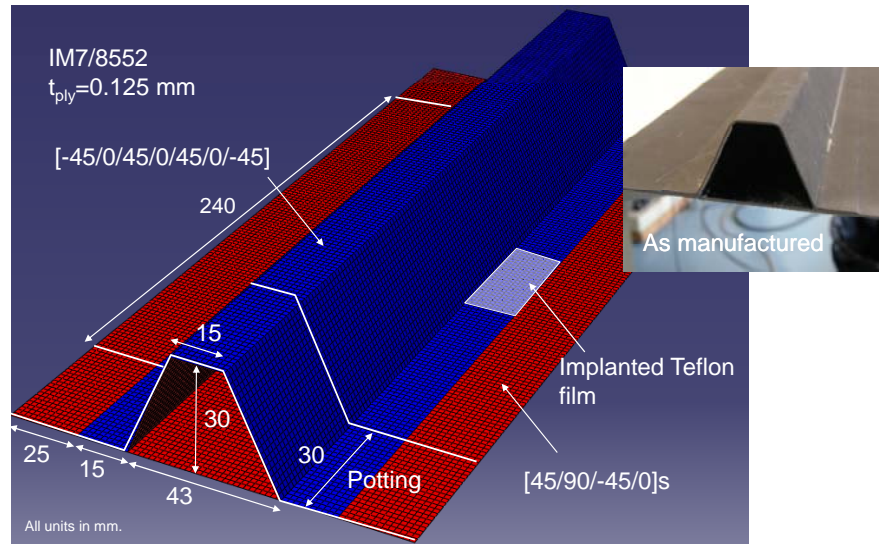 IM7/8552
tply=0.125 mm
[-45/0/45/0/45/0/-45]
240
As manufactured
15
Implanted Teflon
film
30
30
25
15
Potting
43
[45/90/-45/0]s
All units in mm.